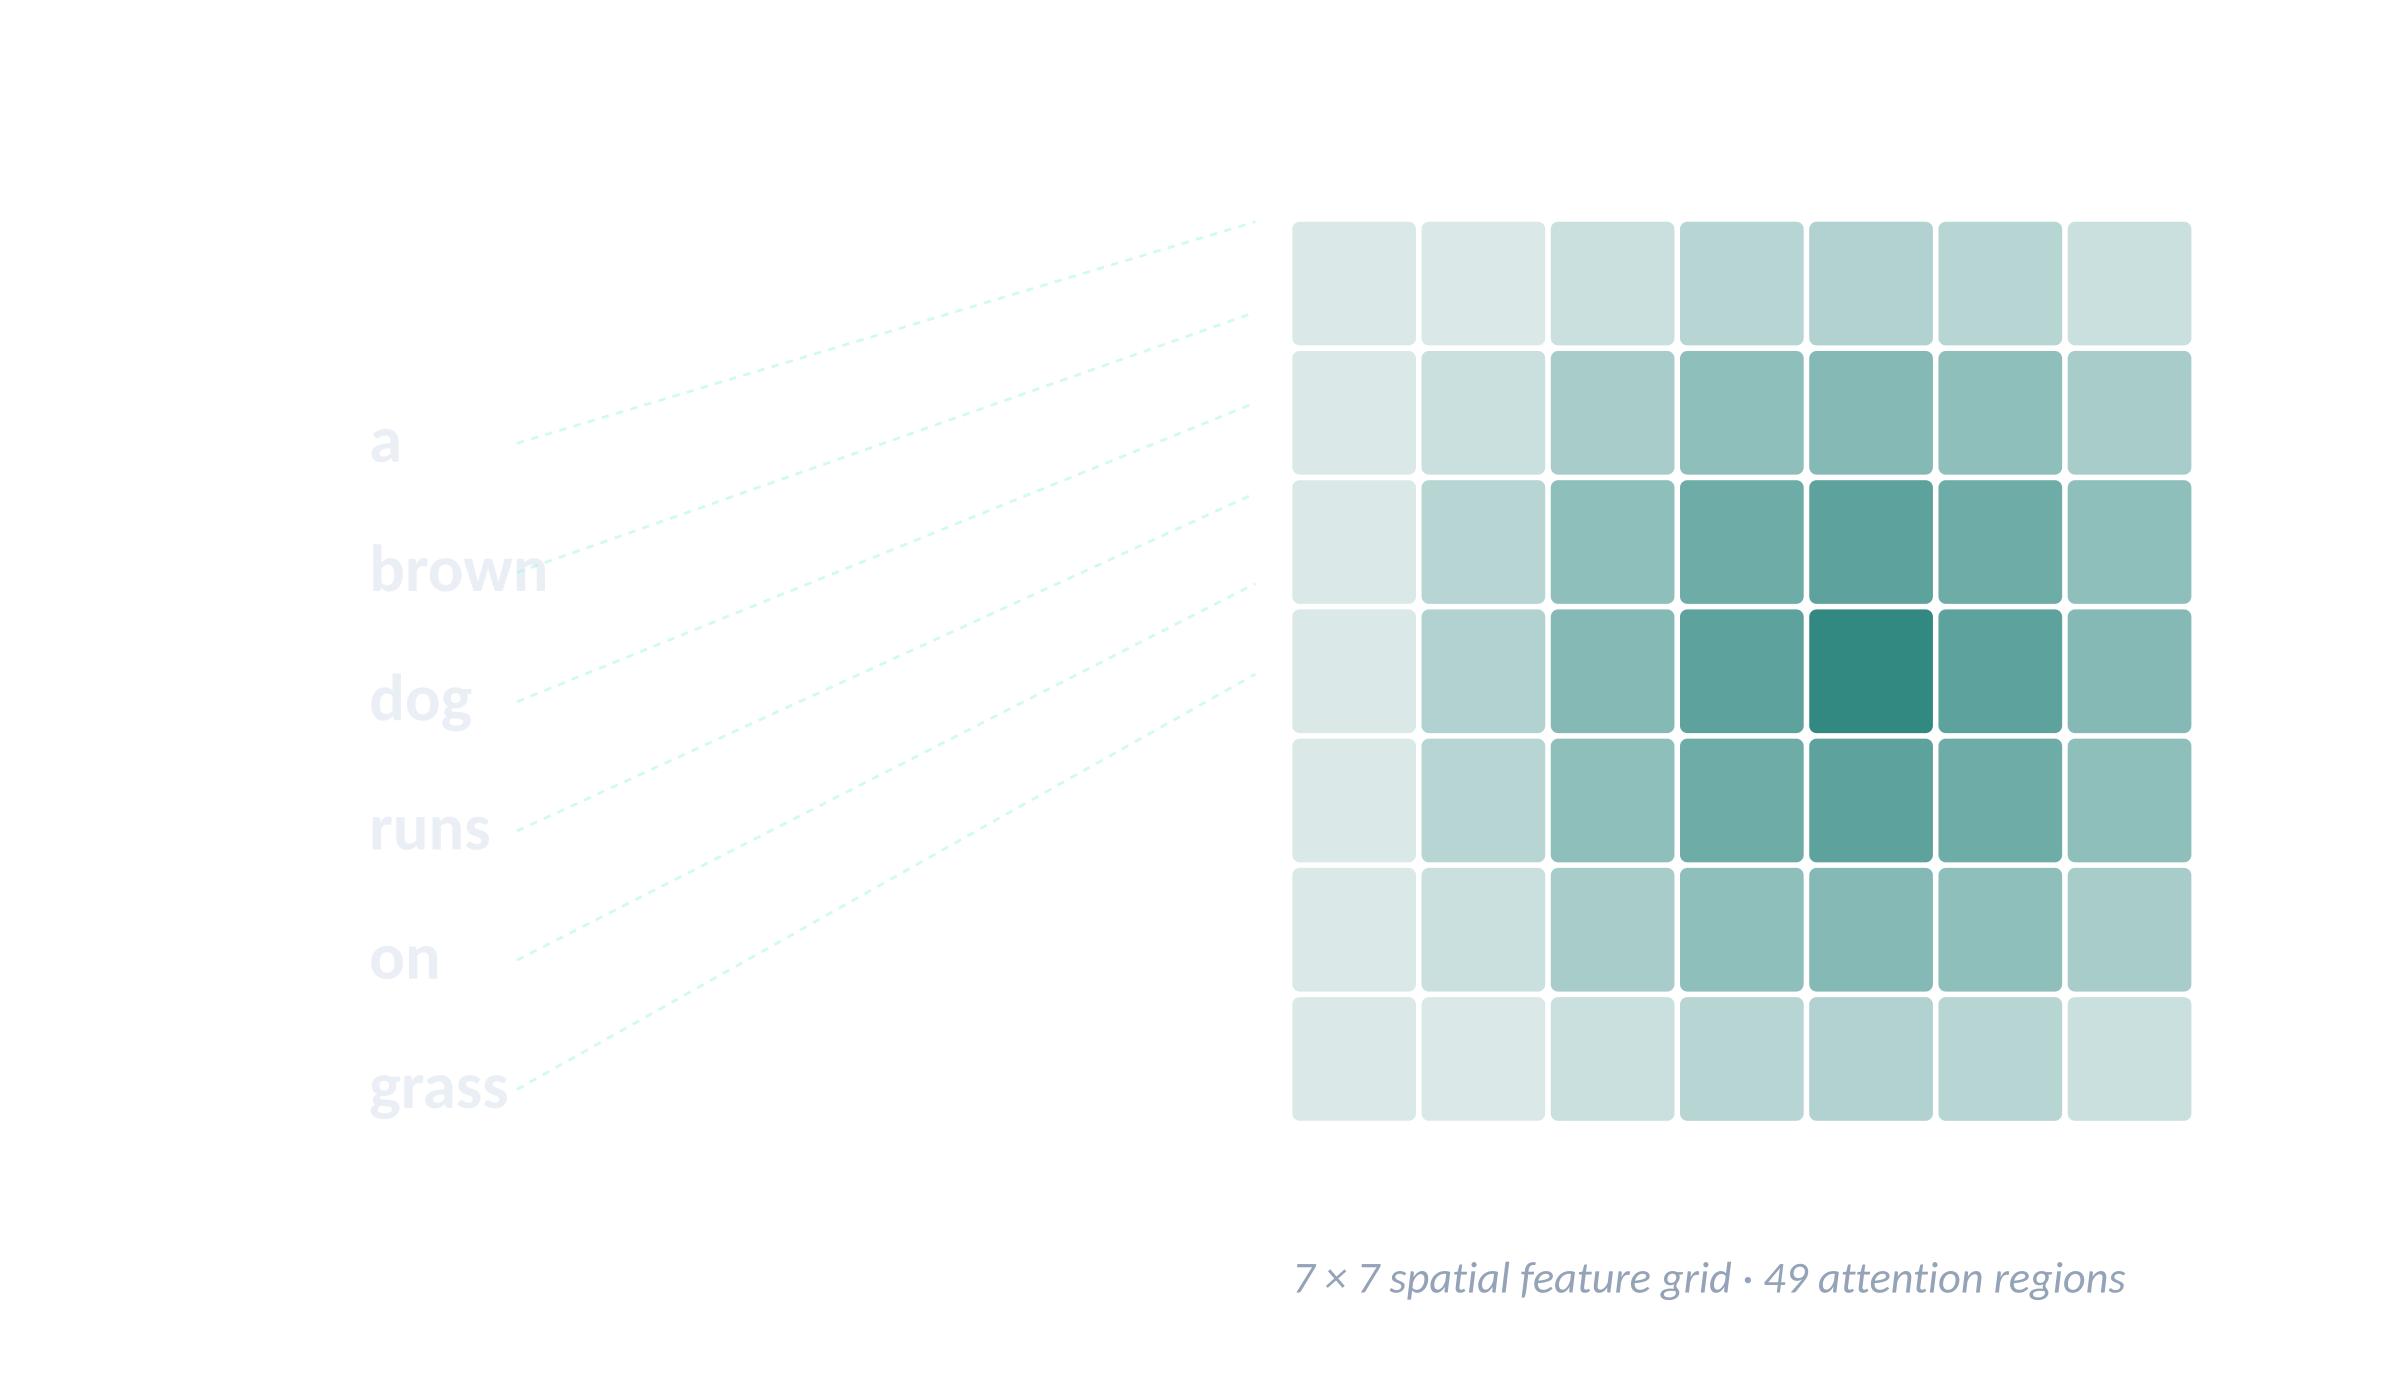 a
brown
dog
runs
on
grass
7 × 7 spatial feature grid · 49 attention regions